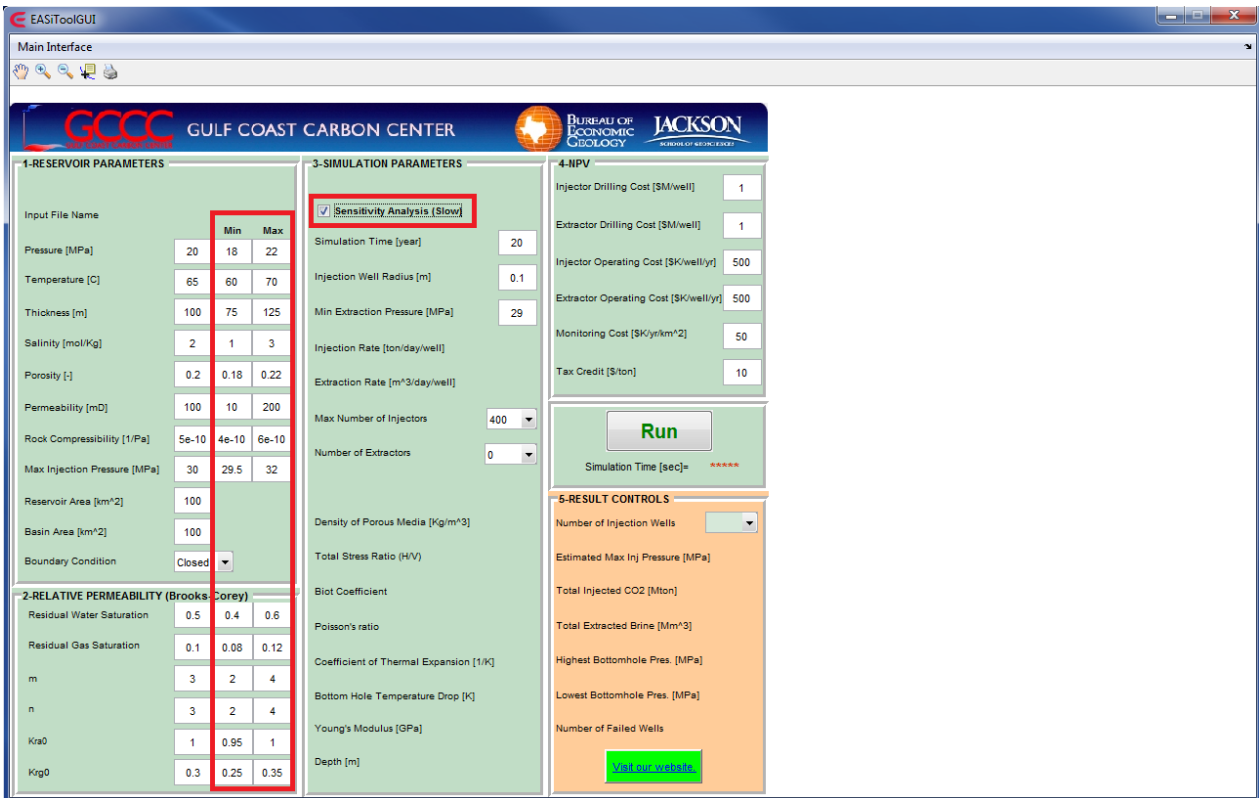 EASiToolGUI
Main Interface
GCCC GULF COAST CARBON CENTER
BUREAU OF ECONOMIC GEOLOGY
JACKSON
SCHOOL OF GEOSCIENCES
1-RESERVOIR PARAMETERS
Input File Name
Min Max
Pressure [MPa] 20 18 22
Temperature [C] 65 60 70
Thickness [m] 100 75 125
Salinity [mol/Kg] 2 1 3
Porosity [-] 0.2 0.18 0.22
Permeability [mD] 100 10 200
Rock Compressibility [1/Pa] 5e-10 4e-10 6e-10
Max Injection Pressure [MPa] 30 29.5 32
Reservoir Area [km^2] 100
Basin Area [km^2] 100
Boundary Condition Closed
2-RELATIVE PERMEABILITY (Brooks-Corey)
Residual Water Saturation 0.5 0.4 0.6
Residual Gas Saturation 0.1 0.08 0.12
m 3 2 4
n 3 2 4
Kra0 1 0.95 1
Krg0 0.3 0.25 0.35
3-SIMULATION PARAMETERS
Sensitivity Analysis (Slow)
Simulation Time [year] 20
Injection Well Radius [m] 0.1
Min Extraction Pressure [MPa] 29
Injection Rate [ton/day/well]
Extraction Rate [m^3/day/well]
Max Number of Injectors 400
Number of Extractors 0
Density of Porous Media [Kg/m^3]
Total Stress Ratio (H/V)
Biot Coefficient
Poisson's ratio
Coefficient of Thermal Expansion [1/K]
Bottom Hole Temperature Drop [K]
Young's Modulus [GPa]
Depth [m]
4-NPV
Injector Drilling Cost [$M/well] 1
Extractor Drilling Cost [$M/well] 1
Injector Operating Cost [$K/well/yr] 500
Extractor Operating Cost [$K/well/yr] 500
Monitoring Cost [$K/yr/km^2] 50
Tax Credit [$/ton] 10
Run
Simulation Time [sec]= *****
5-RESULT CONTROLS
Number of Injection Wells
Estimated Max Inj Pressure [MPa]
Total Injected CO2 [Mton]
Total Extracted Brine [Mm^3]
Highest Bottomhole Pres. [MPa]
Lowest Bottomhole Pres. [MPa]
Number of Failed Wells
Visit our website.